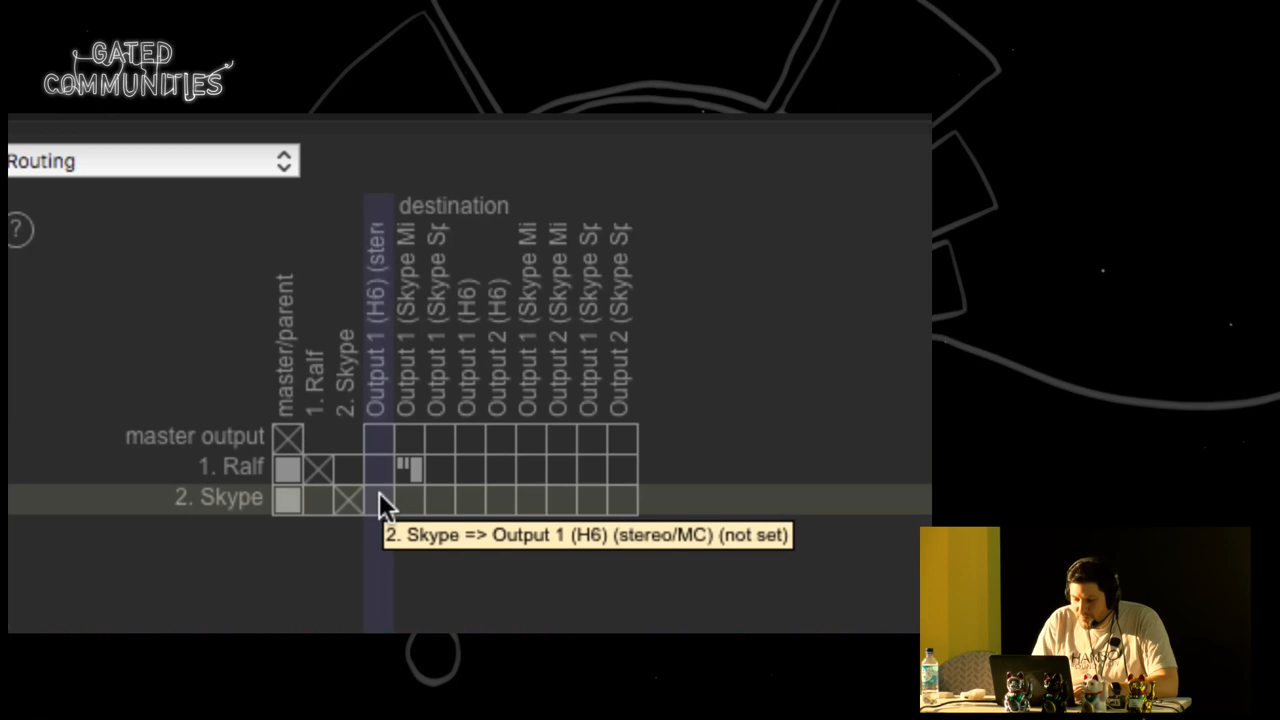 GATED
COMMUNITIES
Routing
?
destination
master/parent
1. Ralf
2. Skype
Output 1 (H6) (ster
Output 1 (Skype Mi
Output 1 (Skype Sp
Output 1 (H6)
Output 2 (H6)
Output 1 (Skype Mi
Output 2 (Skype Mi
Output 1 (Skype Sp
Output 2 (Skype Sp
master output
1. Ralf
2. Skype
2. Skype => Output 1 (H6) (stereo/MC) (not set)